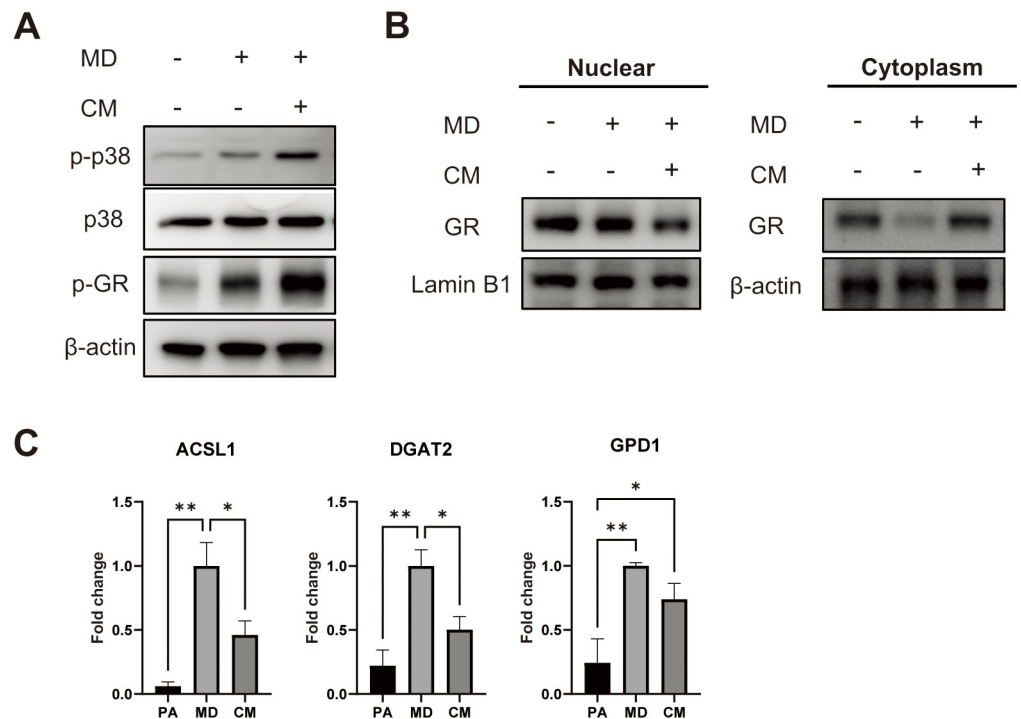 A
MD - + +
CM - - +
p-p38
p38
p-GR
β-actin
B
Nuclear
MD - + +
CM - - +
GR
Lamin B1
Cytoplasm
MD - + +
CM - - +
GR
β-actin
C
ACSL1
Fold change
1.5
1.0
0.5
0.0
** *
PA MD CM
DGAT2
Fold change
1.5
1.0
0.5
0.0
** *
PA MD CM
GPD1
Fold change
1.5
1.0
0.5
0.0
*
**
PA MD CM